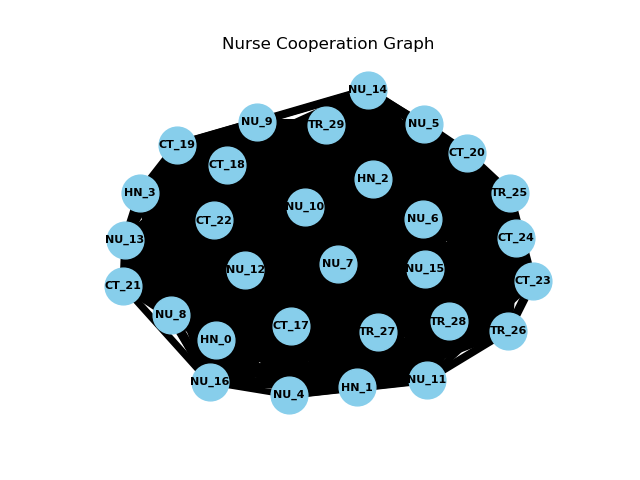 Nurse Cooperation Graph
NU_14
NU_9
TR_29
NU_5
CT_19
CT_20
CT_18
HN_2
HN_3
TR_25
NU_10
CT_22
NU_6
NU_13
CT_24
NU_7
NU_12
NU_15
CT_21
CT_23
NU_8
TR_28
CT_17
TR_27
TR_26
HN_0
NU_16
NU_11
HN_1
NU_4